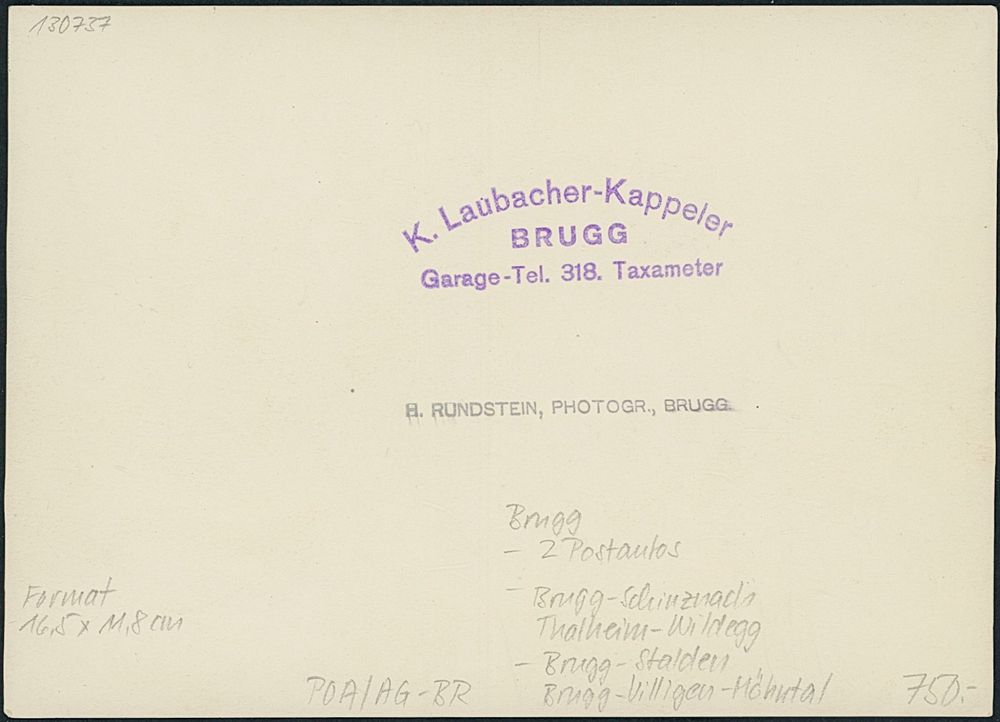 130737
K. Laubacher-Kappeler
BRUGG
Garage-Tel. 318. Taxameter
H. RUNDSTEIN, PHOTOGR., BRUGG.
Brugg
- 2 Postautos
- Brugg-Schinznach
Thalheim-Wildegg
- Brugg-Stalden
Brugg-Villigen-Höhntal
Format
16,5 x 11,8 cm
POA/AG-BR
750.-